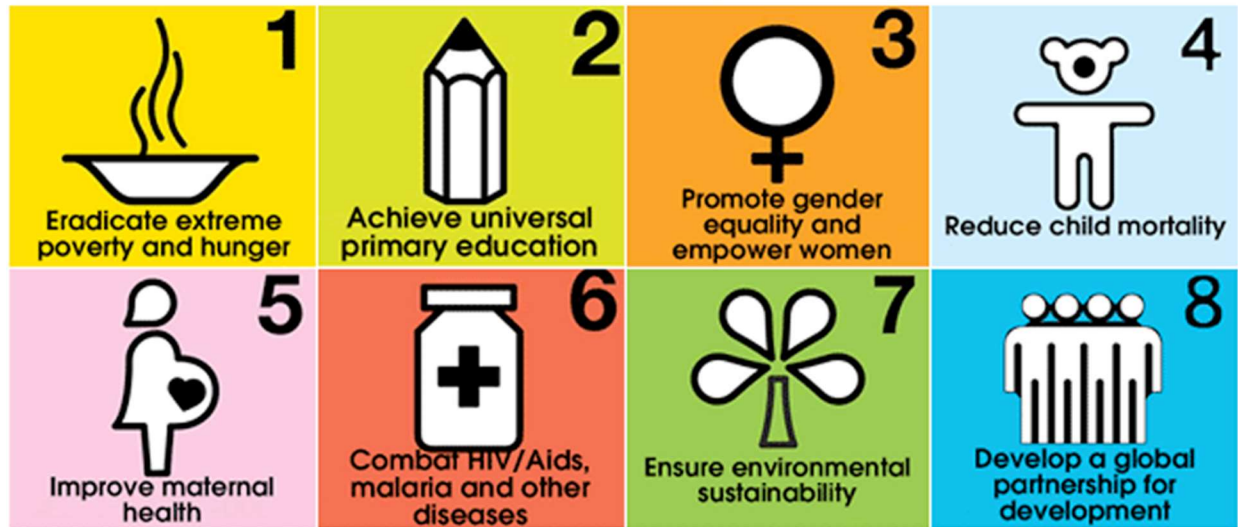 1
Eradicate extreme
poverty and hunger
2
Achieve universal
primary education
3
Promote gender
equality and
empower women
4
Reduce child mortality
5
Improve maternal
health
6
Combat HIV/Aids,
malaria and other
diseases
7
Ensure environmental
sustainability
8
Develop a global
partnership for
development